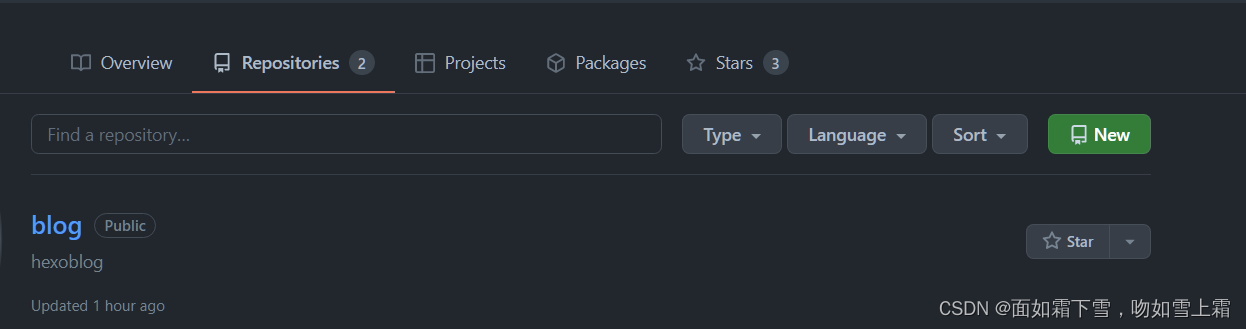 Overview Repositories 2 Projects Packages Stars 3
Find a repository... Type Language Sort New
blog Public
Star
hexoblog
Updated 1 hour ago
CSDN @面如霜下雪，吻如雪上霜